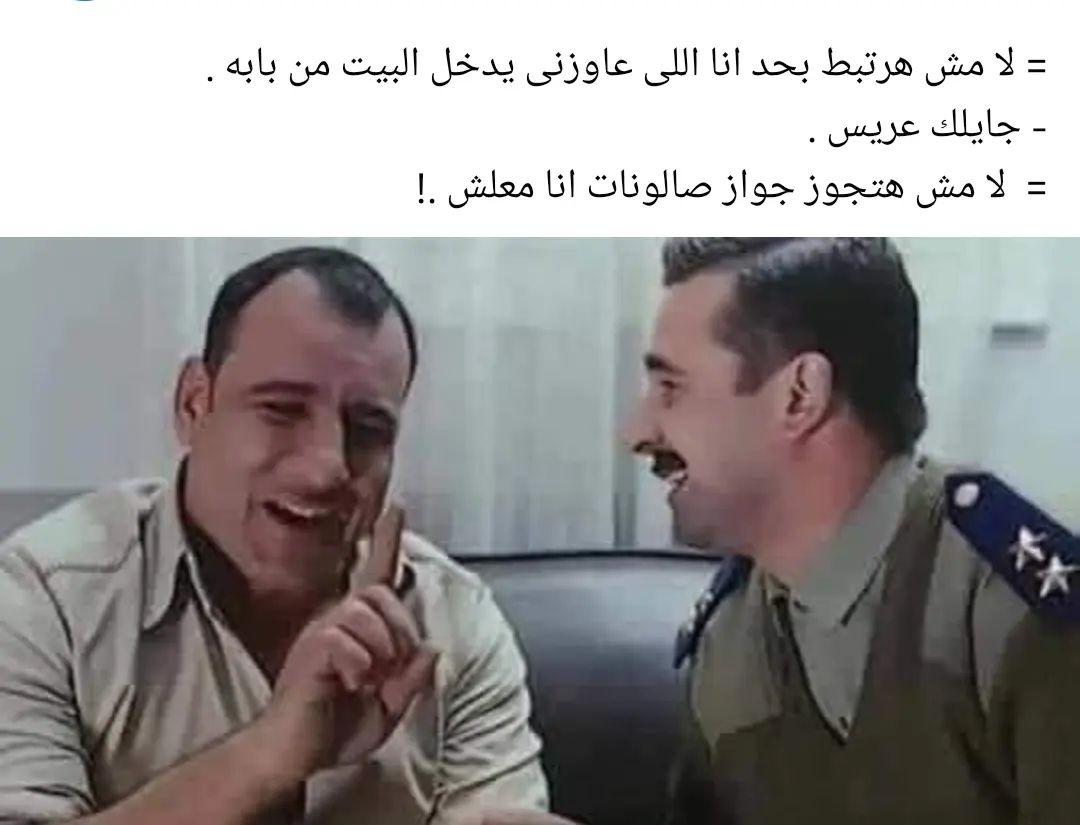 = لا مش هرتبط بحد انا اللى عاوزنى يدخل البيت من بابه .
- جايلك عريس .
= لا مش هتجوز جواز صالونات انا معلش .!